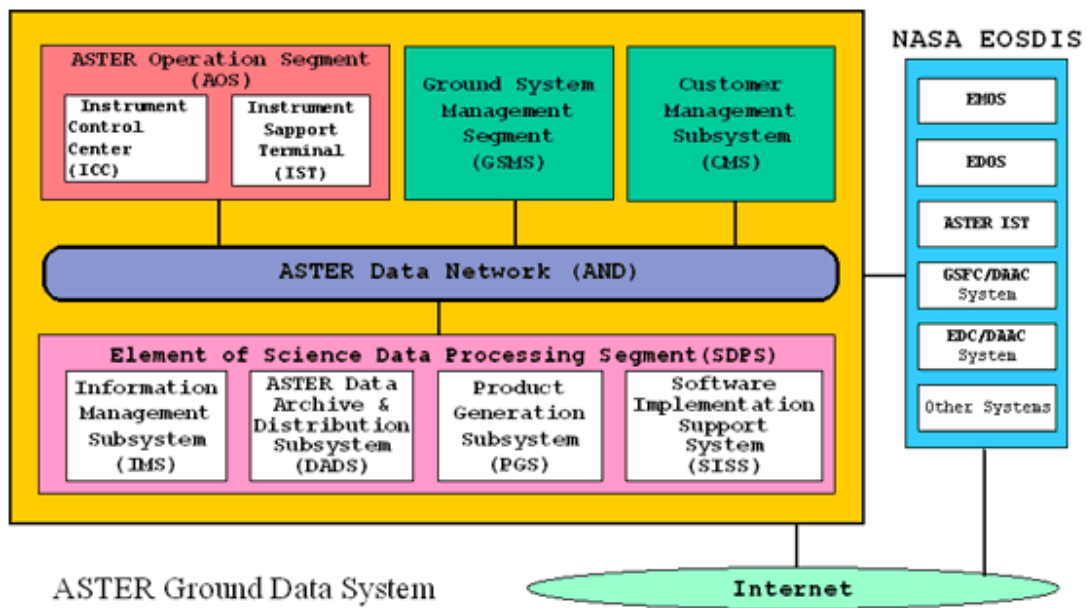 ASTER Operation Segment
(AOS)
Instrument
Control
Center
(ICC)
Instrument
Sapport
Terminal
(IST)
Ground System
Management
Segment
(GSMS)
Customer
Management
Subsystem
(CMS)
ASTER Data Network (AND)
Element of Science Data Processing Segment(SDPS)
Information
Management
Subsystem
(IMS)
ASTER Data
Archive &
Distribution
Subsystem
(DADS)
Product
Generation
Subsystem
(PGS)
Software
Implementation
Support
System
(SISS)
NASA EOSDIS
EMOS
EDOS
ASTER IST
GSFC/DAAC
System
EDC/DAAC
System
Other Systems
ASTER Ground Data System
Internet